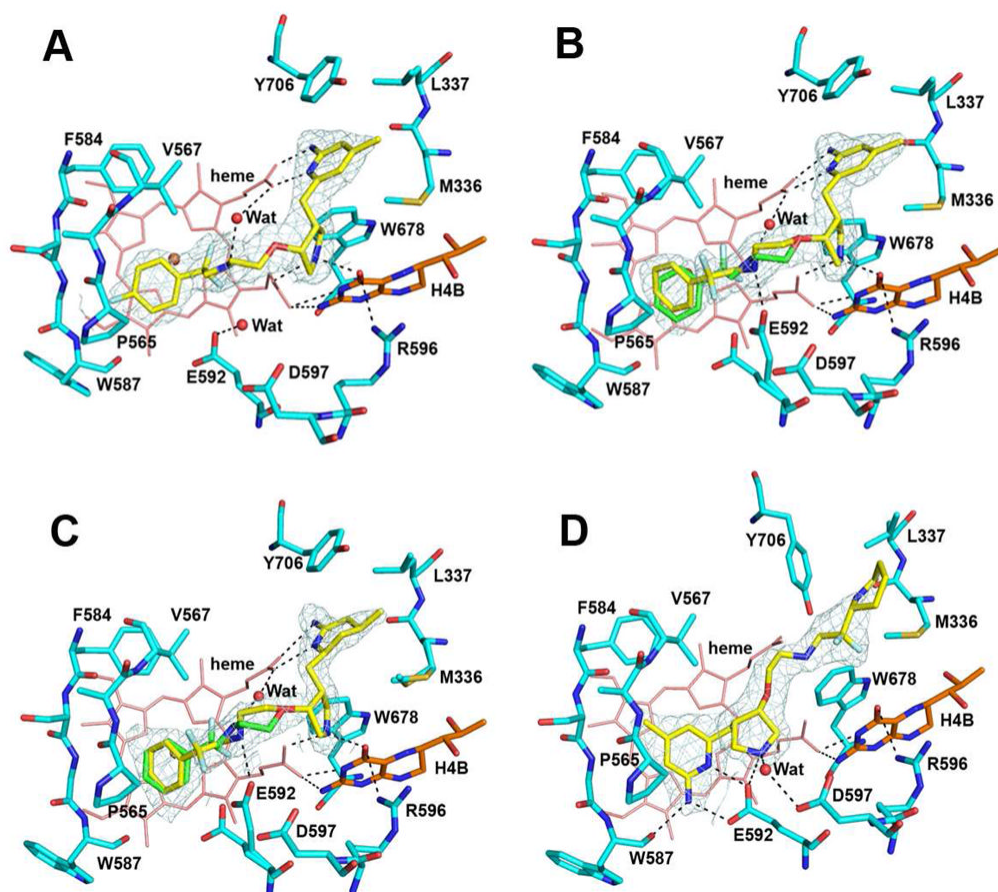 A
Y706
L337
F584
V567
heme
M336
Wat
W678
H4B
Wat
P565
E592
D597
R596
W587
B
Y706
L337
F584
V567
heme
M336
Wat
W678
H4B
P565
E592
R596
D597
W587
C
Y706
L337
F584
V567
heme
M336
Wat
W678
H4B
P565
E592
R596
D597
W587
D
Y706
L337
F584
V567
M336
heme
W678
H4B
P565
Wat
R596
D597
E592
W587